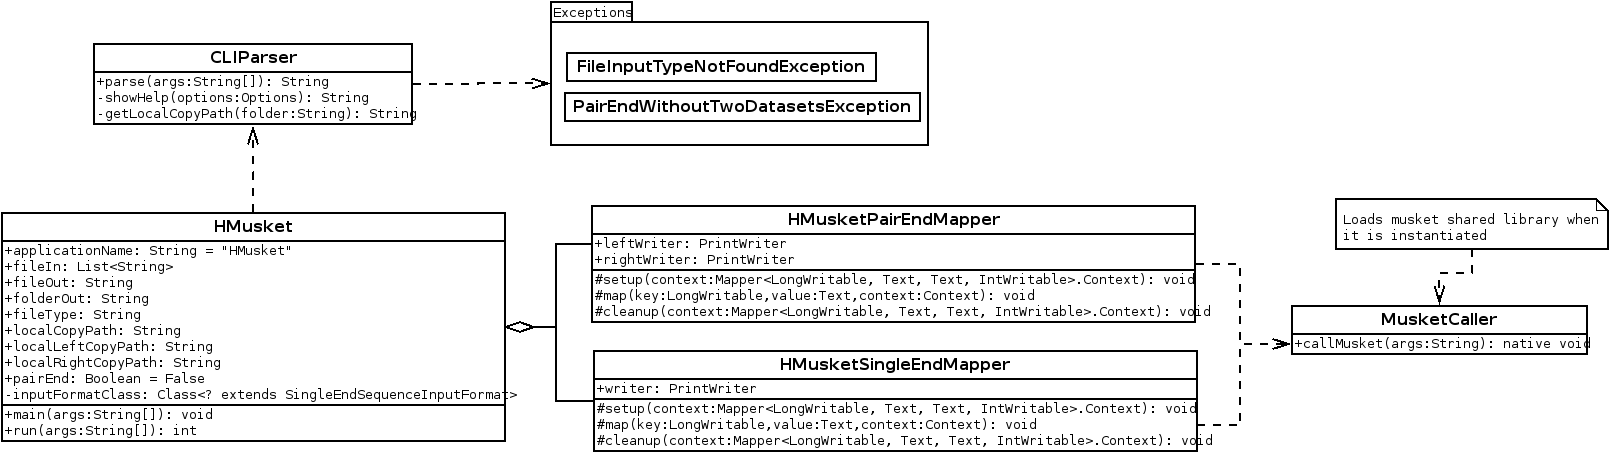 Exceptions
FileInputTypeNotFoundException
PairEndWithoutTwoDatasetsException
CLIParser
+parse(args:String[]): String
-showHelp(options:Options): String
-getLocalCopyPath(folder:String): String
HMusket
+applicationName: String = "HMusket"
+fileIn: List<String>
+fileOut: String
+folderOut: String
+fileType: String
+localCopyPath: String
+localLeftCopyPath: String
+localRightCopyPath: String
+pairEnd: Boolean = False
-inputFormatClass: Class<? extends SingleEndSequenceInputFormat>
+main(args:String[]): void
+run(args:String[]): int
HMusketPairEndMapper
+leftWriter: PrintWriter
+rightWriter: PrintWriter
#setup(context:Mapper<LongWritable, Text, Text, IntWritable>.Context): void
#map(key:LongWritable,value:Text,context:Context): void
#cleanup(context:Mapper<LongWritable, Text, Text, IntWritable>.Context): void
HMusketSingleEndMapper
+writer: PrintWriter
#setup(context:Mapper<LongWritable, Text, Text, IntWritable>.Context): void
#map(key:LongWritable,value:Text,context:Context): void
#cleanup(context:Mapper<LongWritable, Text, Text, IntWritable>.Context): void
Loads musket shared library when
it is instantiated
MusketCaller
+callMusket(args:String): native void